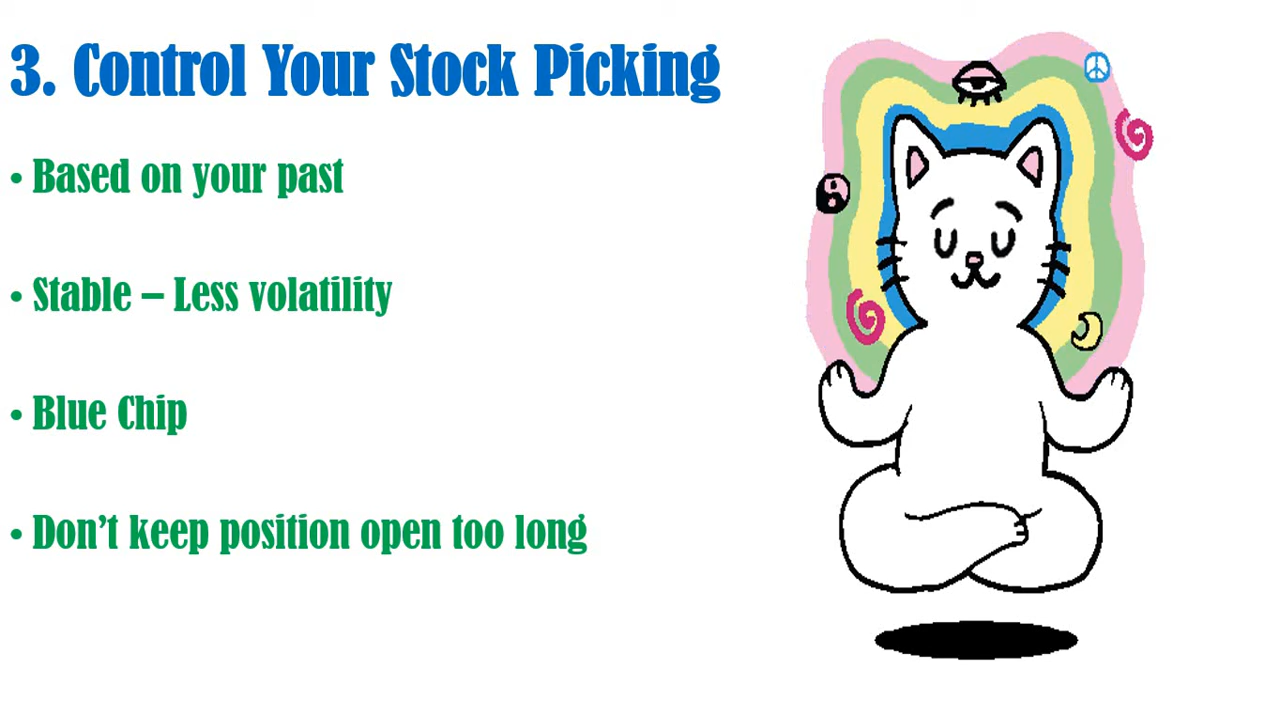 3. Control Your Stock Picking
• Based on your past
• Stable – Less volatility
• Blue Chip
• Don’t keep position open too long